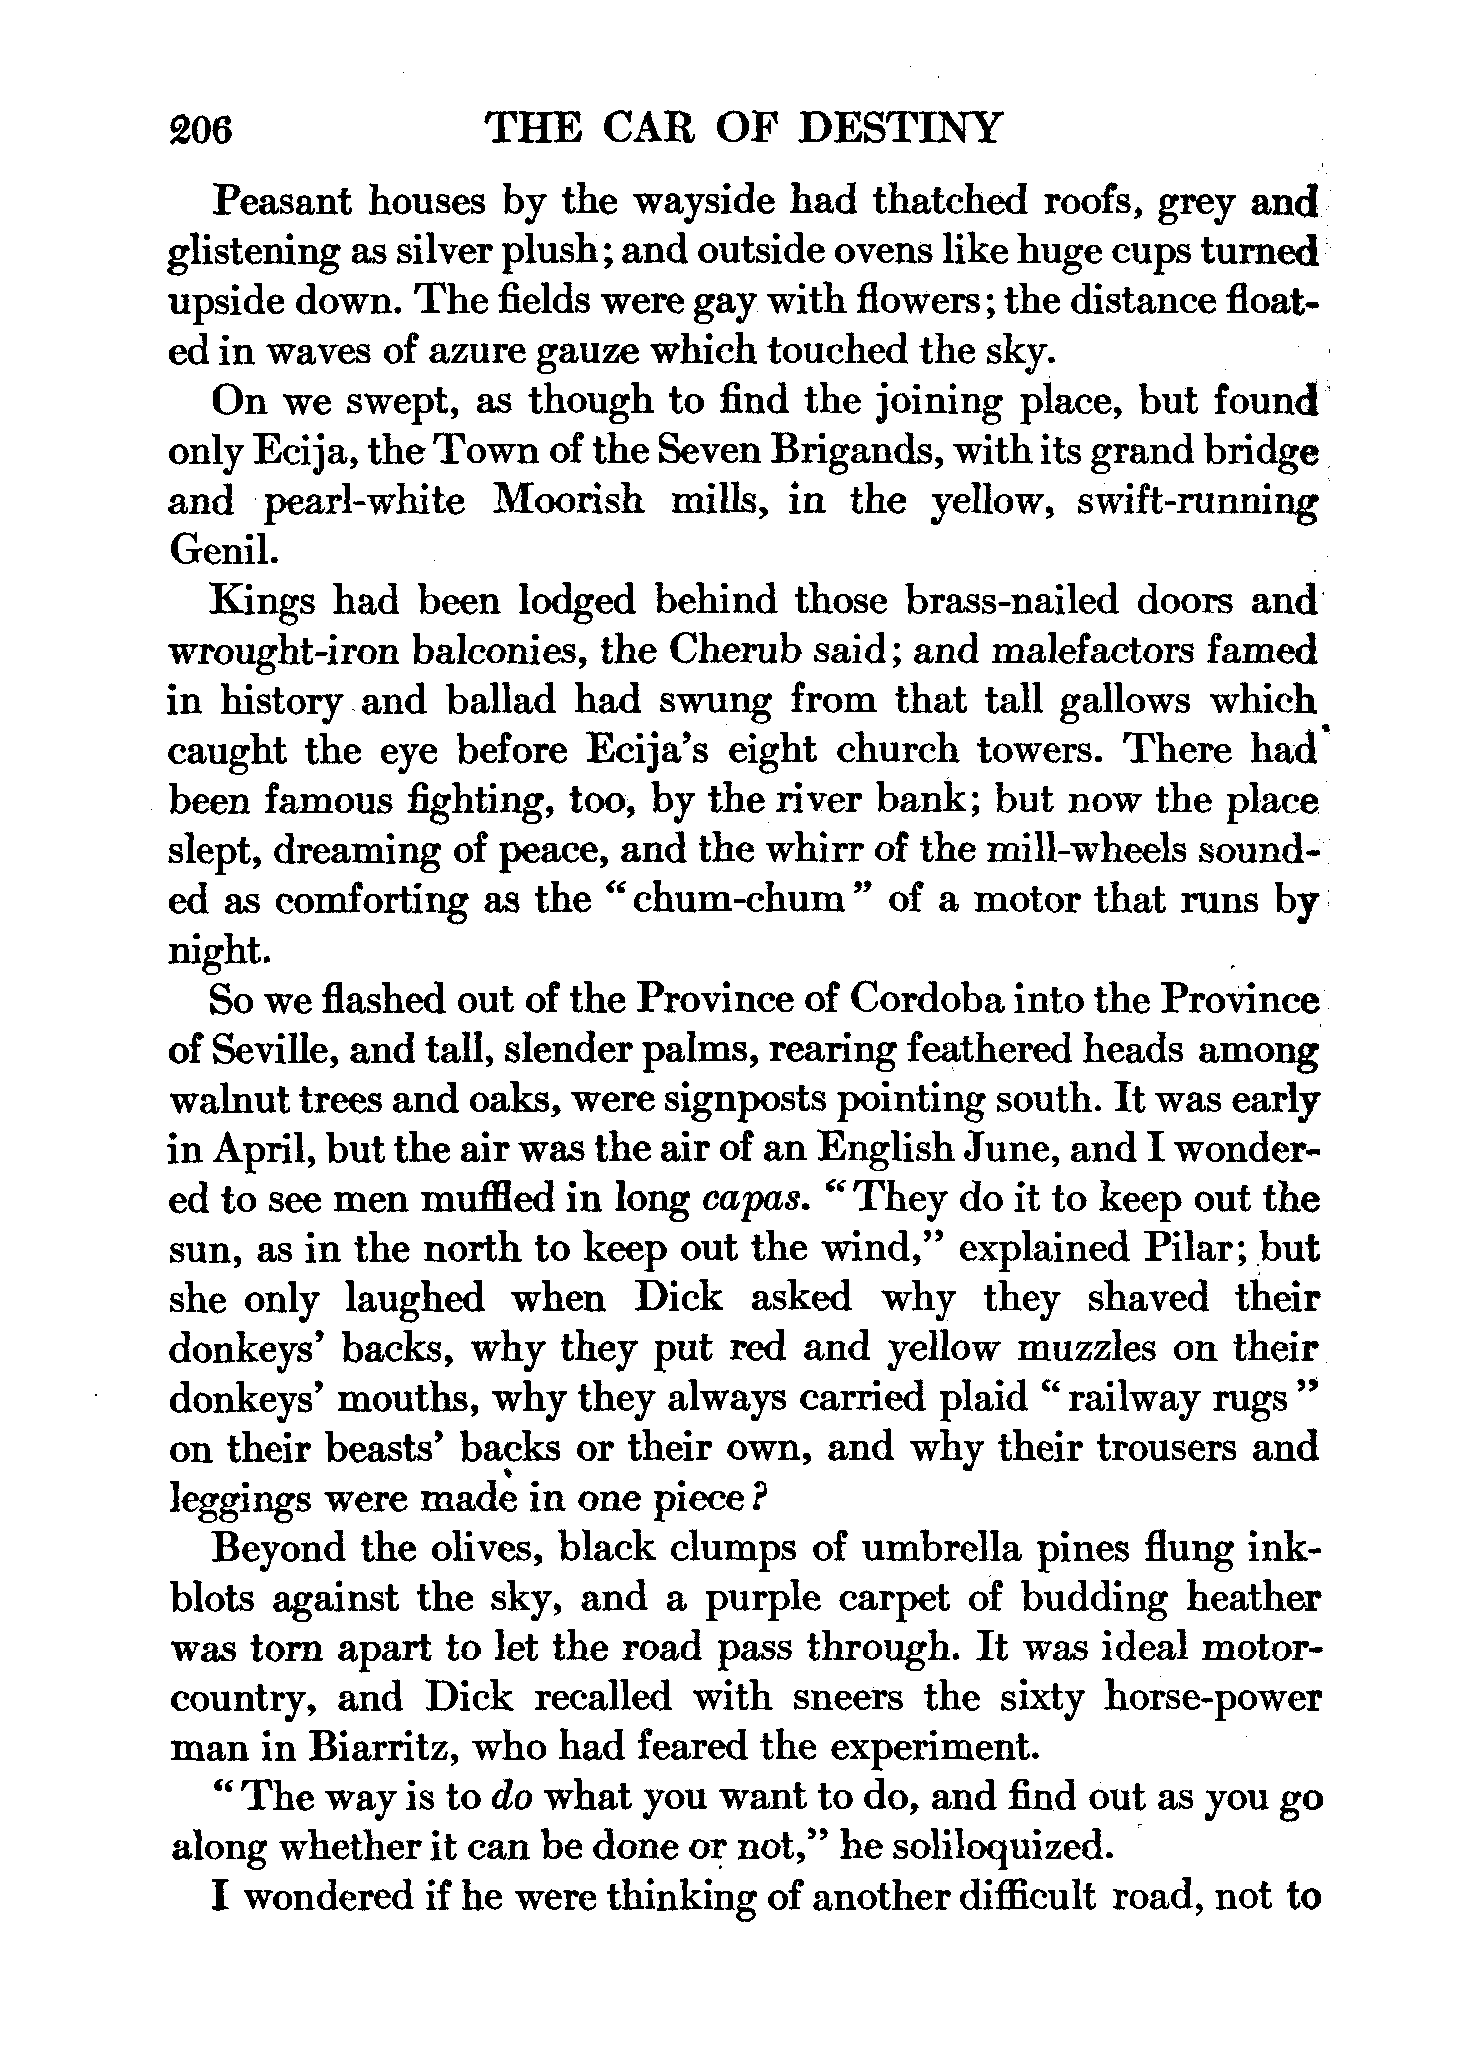 206 THE CAR OF DESTINY
Peasant houses by the wayside had thatched roofs, grey and
glistening as silver plush; and outside ovens like huge cups turned
upside down. The fields were gay with flowers; the distance float-
ed in waves of azure gauze which touched the sky.
On we swept, as though to find the joining place, but found
only Ecija, the Town of the Seven Brigands, with its grand bridge
and pearl-white Moorish mills, in the yellow, swift-running
Genil.
Kings had been lodged behind those brass-nailed doors and
wrought-iron balconies, the Cherub said; and malefactors famed
in history and ballad had swung from that tall gallows which
caught the eye before Ecija's eight church towers. There had
been famous fighting, too, by the river bank; but now the place
slept, dreaming of peace, and the whirr of the mill-wheels sound-
ed as comforting as the "chum-chum" of a motor that runs by
night.
So we flashed out of the Province of Cordoba into the Province
of Seville, and tall, slender palms, rearing feathered heads among
walnut trees and oaks, were signposts pointing south. It was early
in April, but the air was the air of an English June, and I wonder-
ed to see men muffled in long capas. "They do it to keep out the
sun, as in the north to keep out the wind," explained Pilar; but
she only laughed when Dick asked why they shaved their
donkeys' backs, why they put red and yellow muzzles on their
donkeys' mouths, why they always carried plaid "railway rugs"
on their beasts' backs or their own, and why their trousers and
leggings were made in one piece?
Beyond the olives, black clumps of umbrella pines flung ink-
blots against the sky, and a purple carpet of budding heather
was torn apart to let the road pass through. It was ideal motor-
country, and Dick recalled with sneers the sixty horse-power
man in Biarritz, who had feared the experiment.
"The way is to do what you want to do, and find out as you go
along whether it can be done or not," he soliloquized.
I wondered if he were thinking of another difficult road, not to